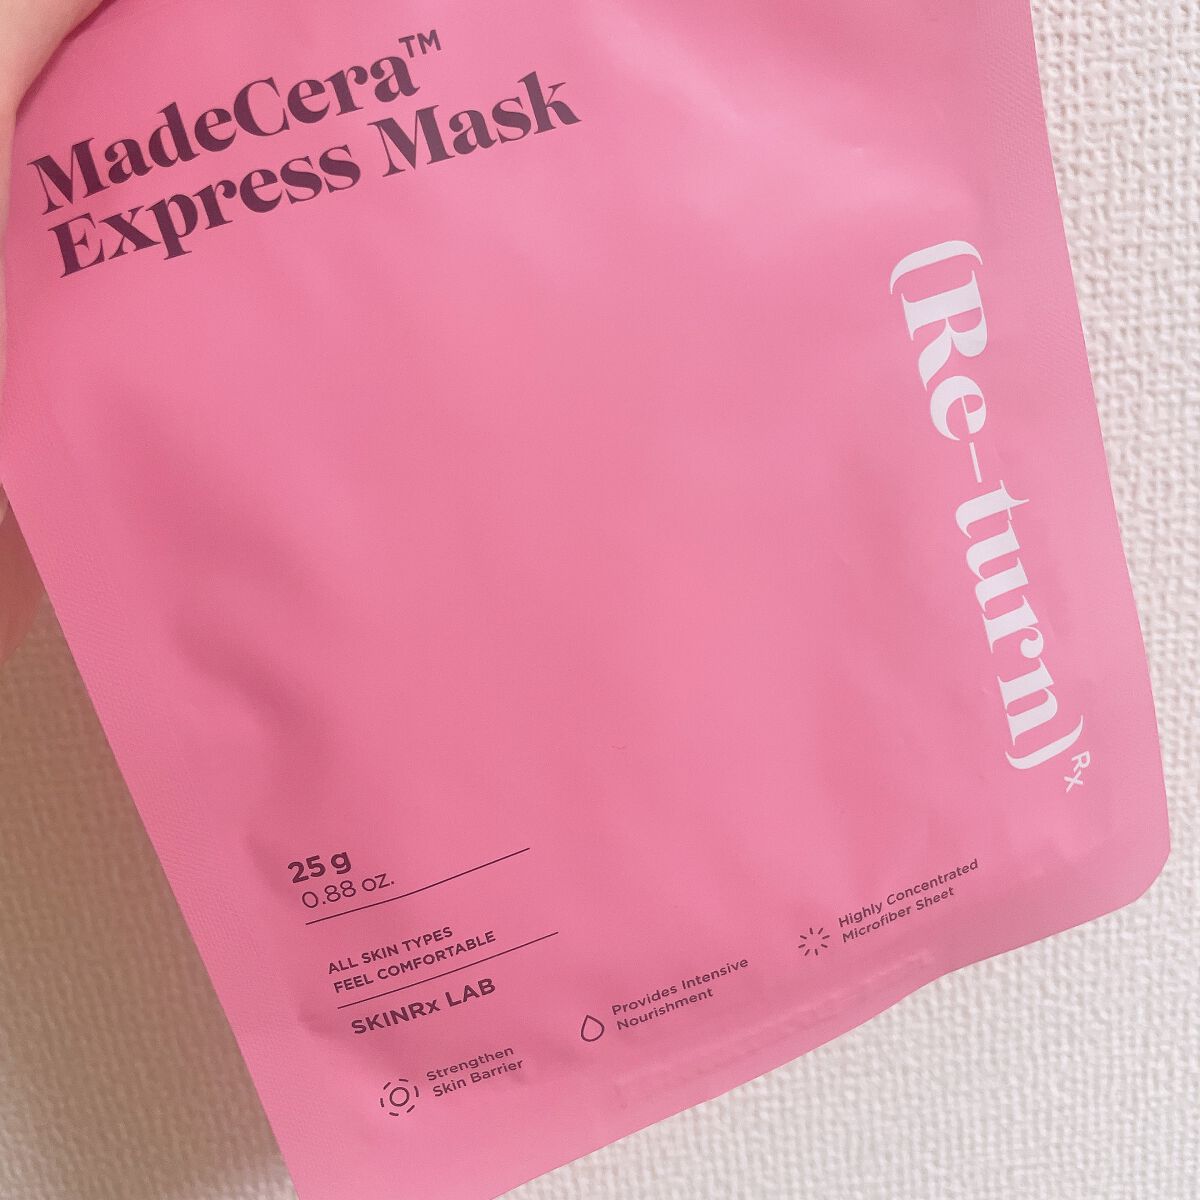 MadeCera™
Express Mask
(Re-turn)Rx
25 g
0.88 oz.
ALL SKIN TYPES
FEEL COMFORTABLE
SKINRx LAB
Strengthen
Skin Barrier
Provides Intensive
Nourishment
Highly Concentrated
Microfiber Sheet